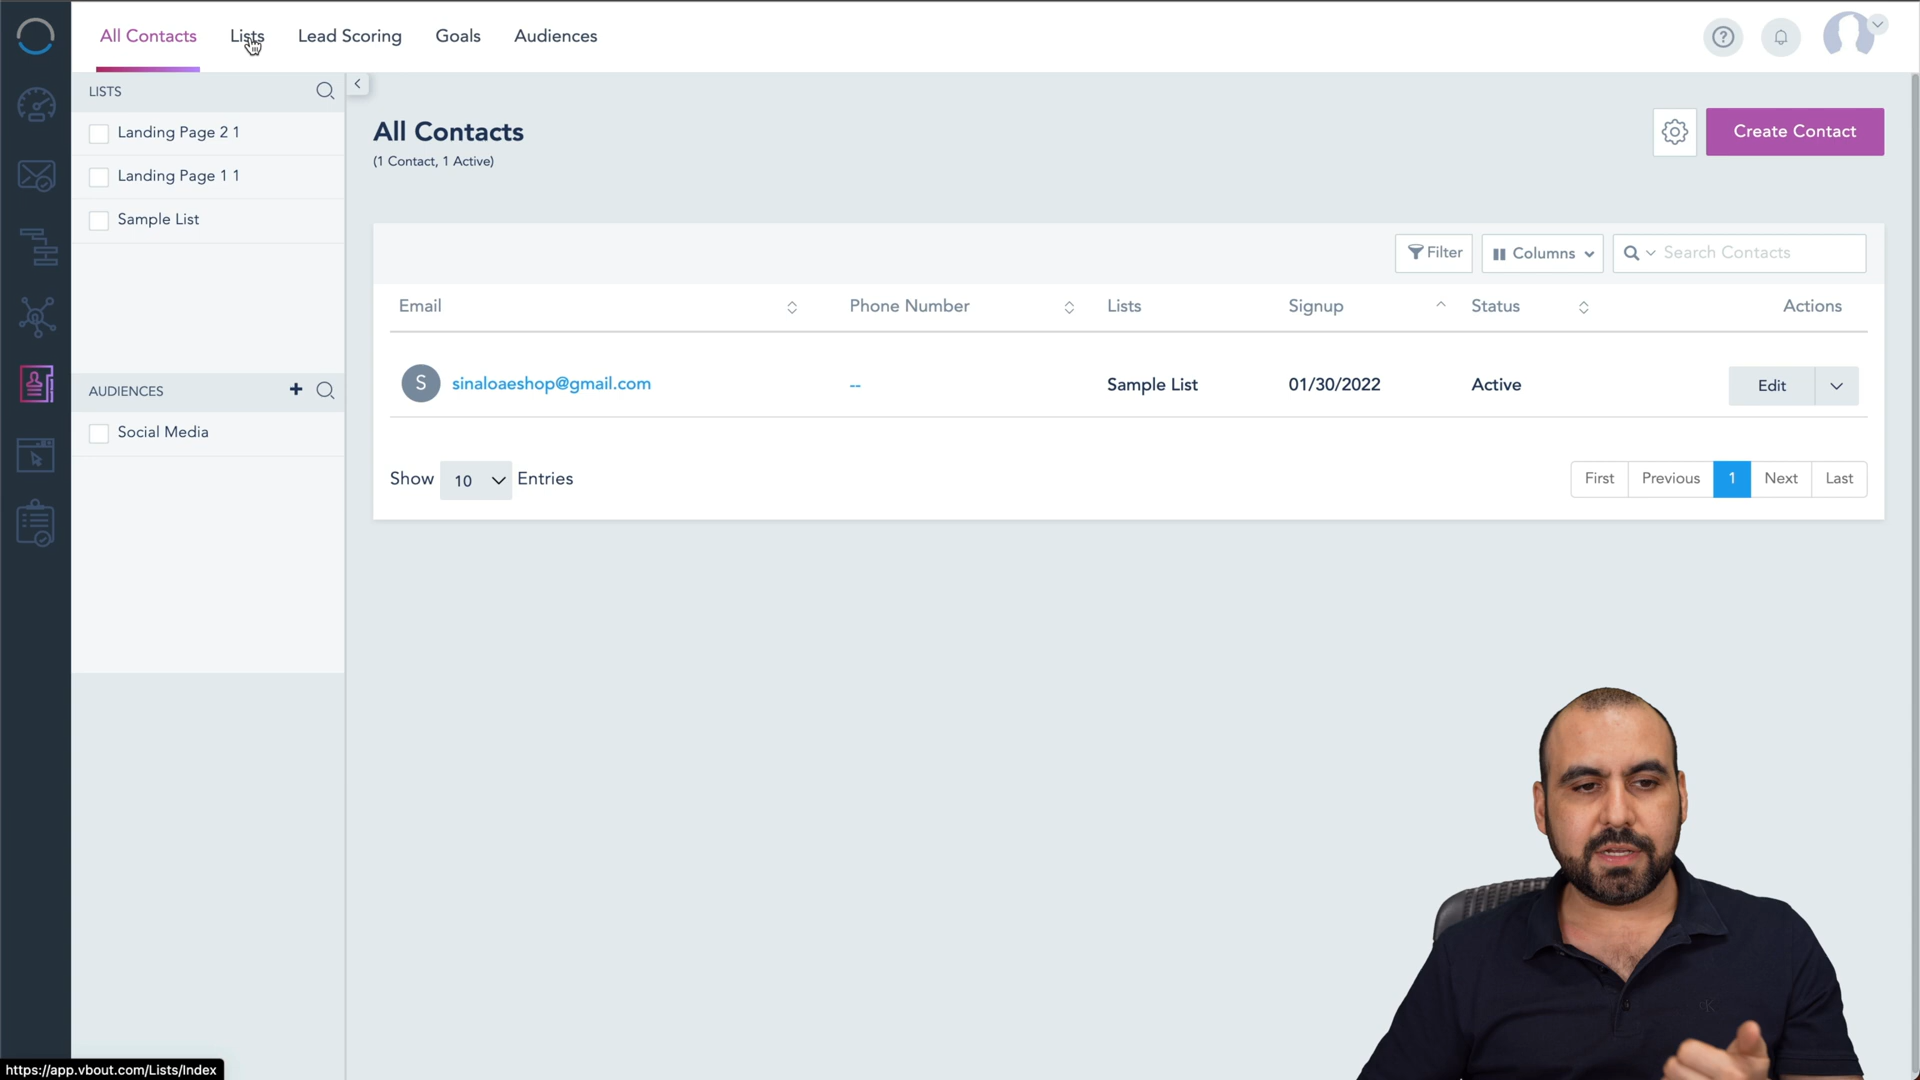 All Contacts Lists Lead Scoring Goals Audiences
LISTS
Landing Page 2 1
Landing Page 1 1
Sample List
AUDIENCES
Social Media
All Contacts
(1 Contact, 1 Active)
Create Contact
Filter Columns Search Contacts
Email Phone Number Lists Signup Status Actions
S sinaloaeshop@gmail.com -- Sample List 01/30/2022 Active Edit
Show 10 Entries First Previous 1 Next Last
https://app.vbout.com/Lists/Index